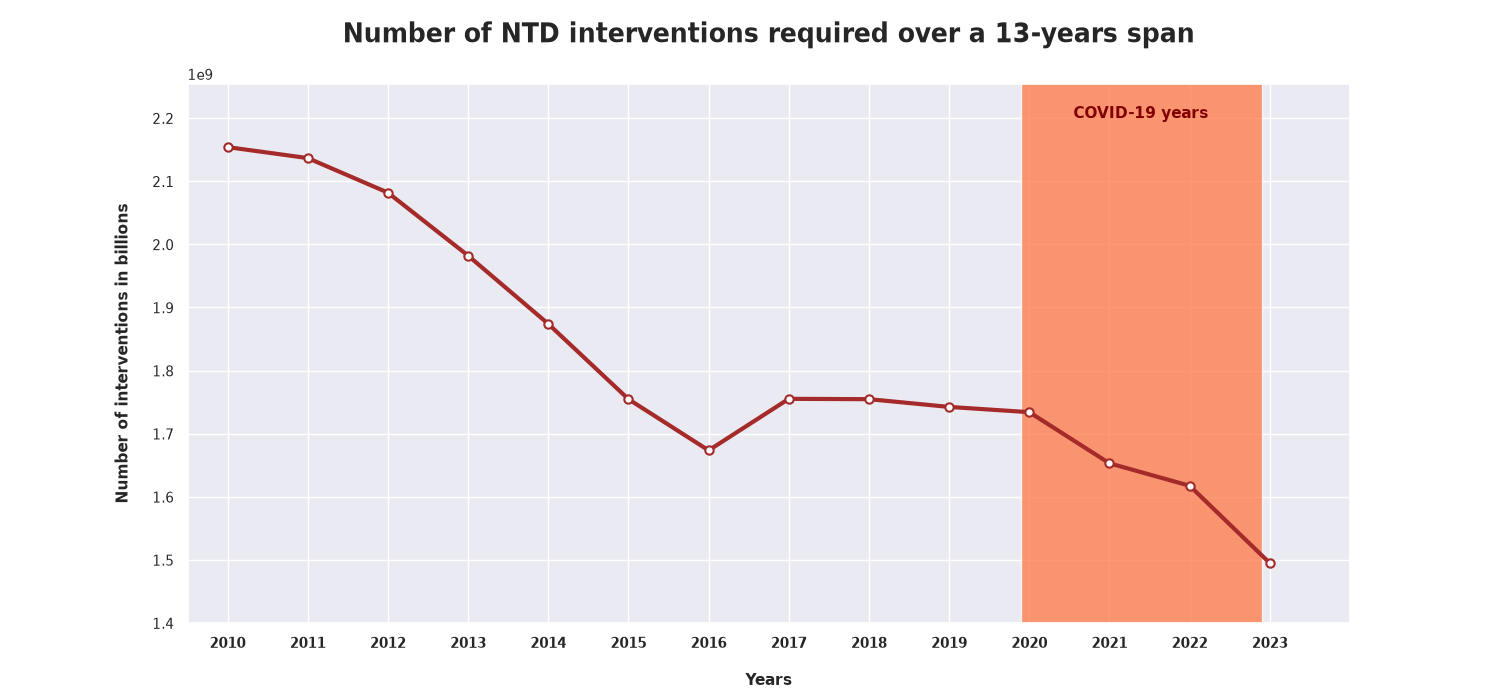 Number of NTD interventions required over a 13-years span
1e9
COVID-19 years
2.2
2.1
2.0
1.9
1.8
1.7
1.6
1.5
1.4
Number of interventions in billions
2010 2011 2012 2013 2014 2015 2016 2017 2018 2019 2020 2021 2022 2023
Years